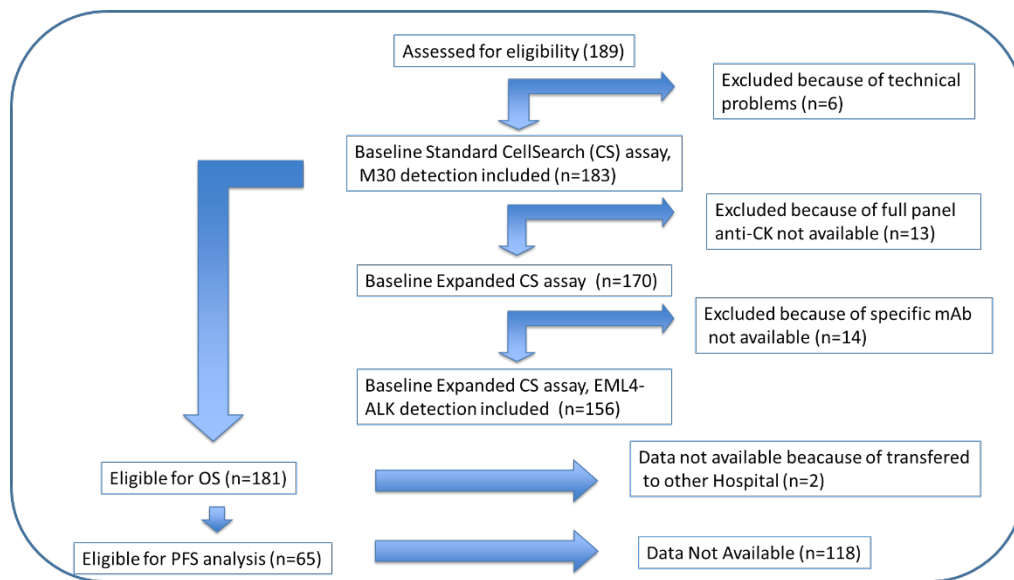 Assessed for eligibility (189)
Excluded because of technical
problems (n=6)
Baseline Standard CellSearch (CS) assay,
M30 detection included (n=183)
Excluded because of full panel
anti-CK not available (n=13)
Baseline Expanded CS assay (n=170)
Excluded because of specific mAb
not available (n=14)
Baseline Expanded CS assay, EML4-
ALK detection included (n=156)
Eligible for OS (n=181)
Data not available beacause of transfered
to other Hospital (n=2)
Eligible for PFS analysis (n=65)
Data Not Available (n=118)